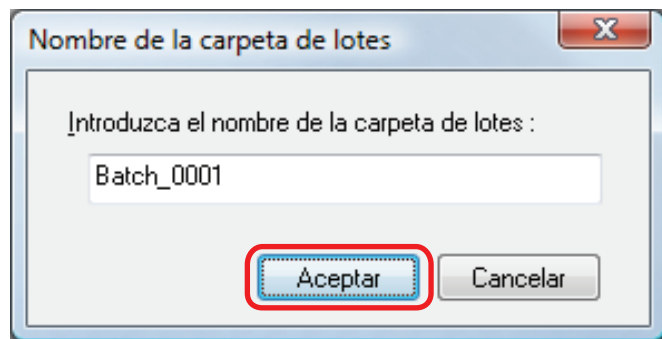 Nombre de la carpeta de lotes
Introduzca el nombre de la carpeta de lotes :
Batch_0001
Aceptar Cancelar